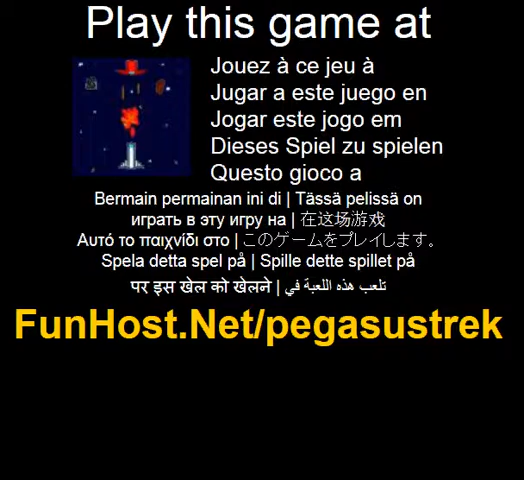 Play this game at
Jouez à ce jeu à
Jugar a este juego en
Jogar este jogo em
Dieses Spiel zu spielen
Questo gioco a
Bermain permainan ini di | Tässä pelissä on
играть в эту игру на | 在这场游戏
Αυτό το παιχνίδι στο | このゲームをプレイします。
Spela detta spel på | Spille dette spillet på
पर इस खेल को खेलने | تلعب هذه اللعبة في
FunHost.Net/pegasustrek